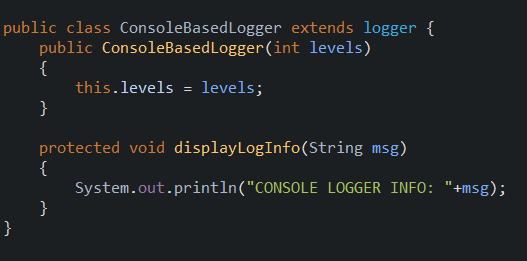 public class ConsoleBasedLogger extends logger {
    public ConsoleBasedLogger(int levels)
    {
        this.levels = levels;
    }

    protected void displayLogInfo(String msg)
    {
        System.out.println("CONSOLE LOGGER INFO: "+msg);
    }
}